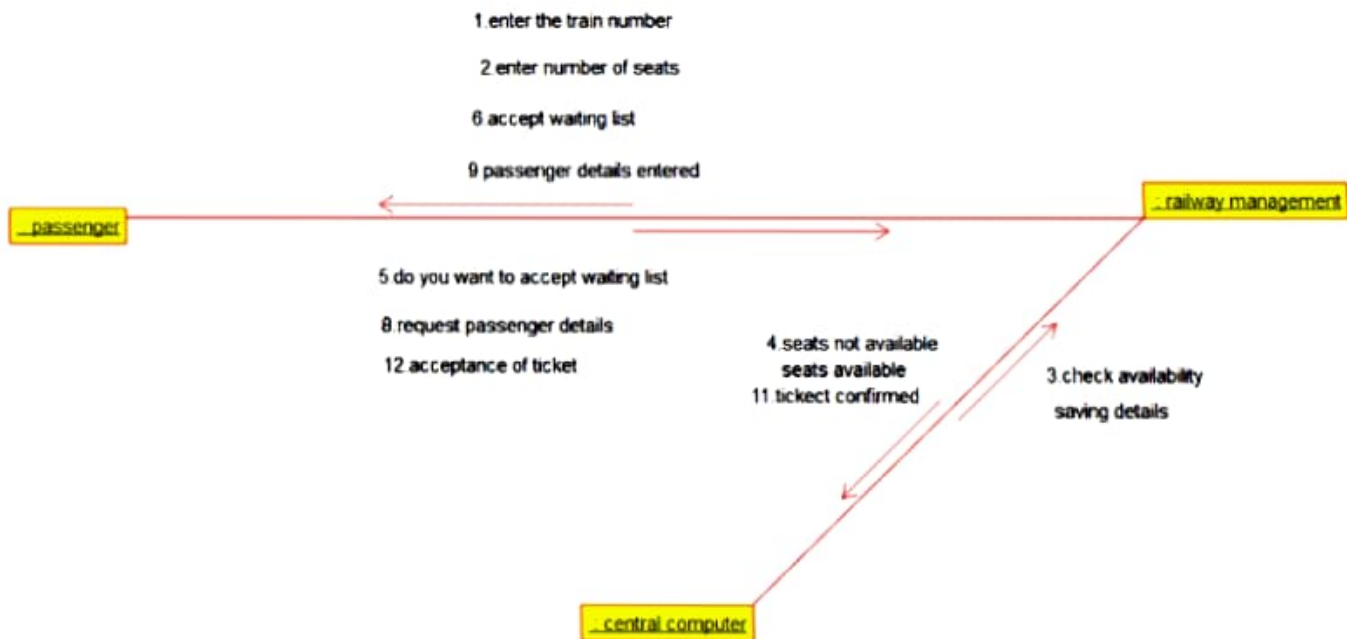 1.enter the train number
2.enter number of seats
6.accept waiting list
9.passenger details entered
: passenger
: railway management
5.do you want to accept waiting list
8.request passenger details
12.acceptance of ticket
4.seats not available
seats available
11.tickect confirmed
3.check availability
saving details
: central computer